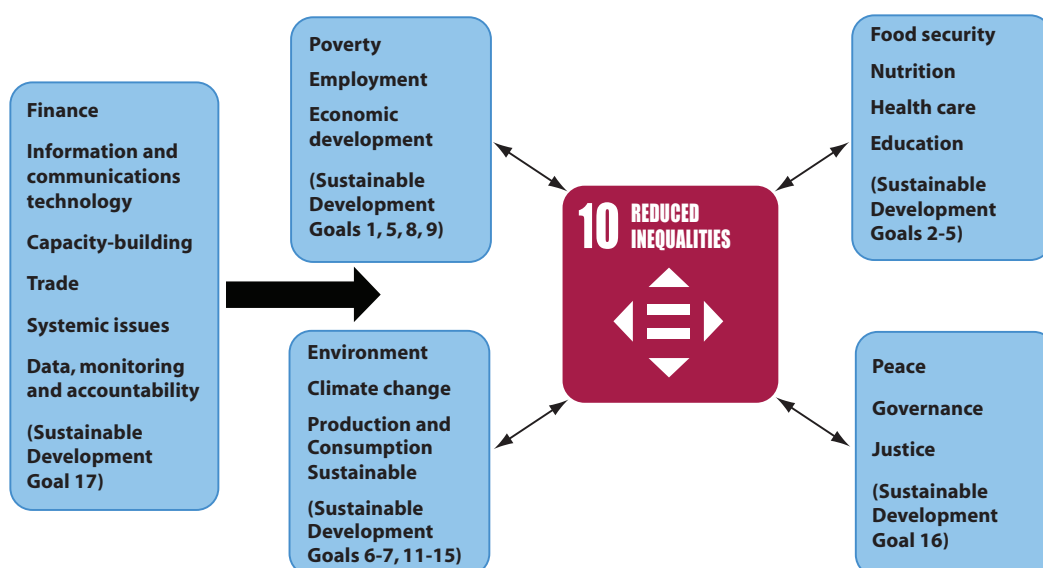 Finance
Information and
communications
technology
Capacity-building
Trade
Systemic issues
Data, monitoring
and accountability
(Sustainable
Development
Goal 17)
Poverty
Employment
Economic
development
(Sustainable
Development
Goals 1, 5, 8, 9)
Environment
Climate change
Production and
Consumption
Sustainable
(Sustainable
Development
Goals 6-7, 11-15)
10 REDUCED
INEQUALITIES
Food security
Nutrition
Health care
Education
(Sustainable
Development
Goals 2-5)
Peace
Governance
Justice
(Sustainable
Development
Goal 16)